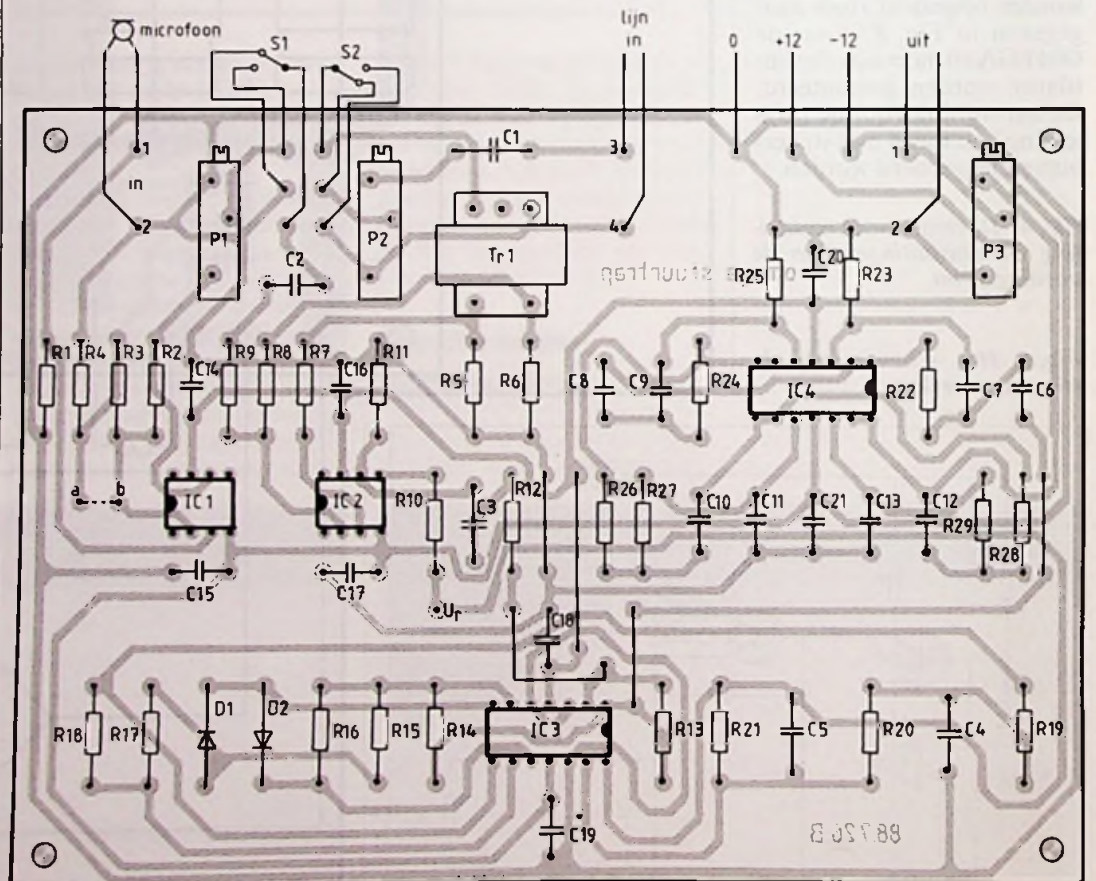 microfoon
S1
S2
lijn
in
0
+12
-12
uit
1
in
2
P1
P2
C1
3
4
1
2
P3
C2
Tr1
R25
C20
R23
R1
R4
R3
R2
C14
R9
R8
R7
C16
R11
R5
R6
C8
C9
R24
IC4
R22
C7
C6
a
b
IC1
IC2
R10
C3
R12
R26
R27
C10
C11
C21
C13
C12
R29
R28
C15
C17
Ur
C18
R18
R17
D1
D2
R16
R15
R14
IC3
R13
R21
C5
R20
C4
R19
C19